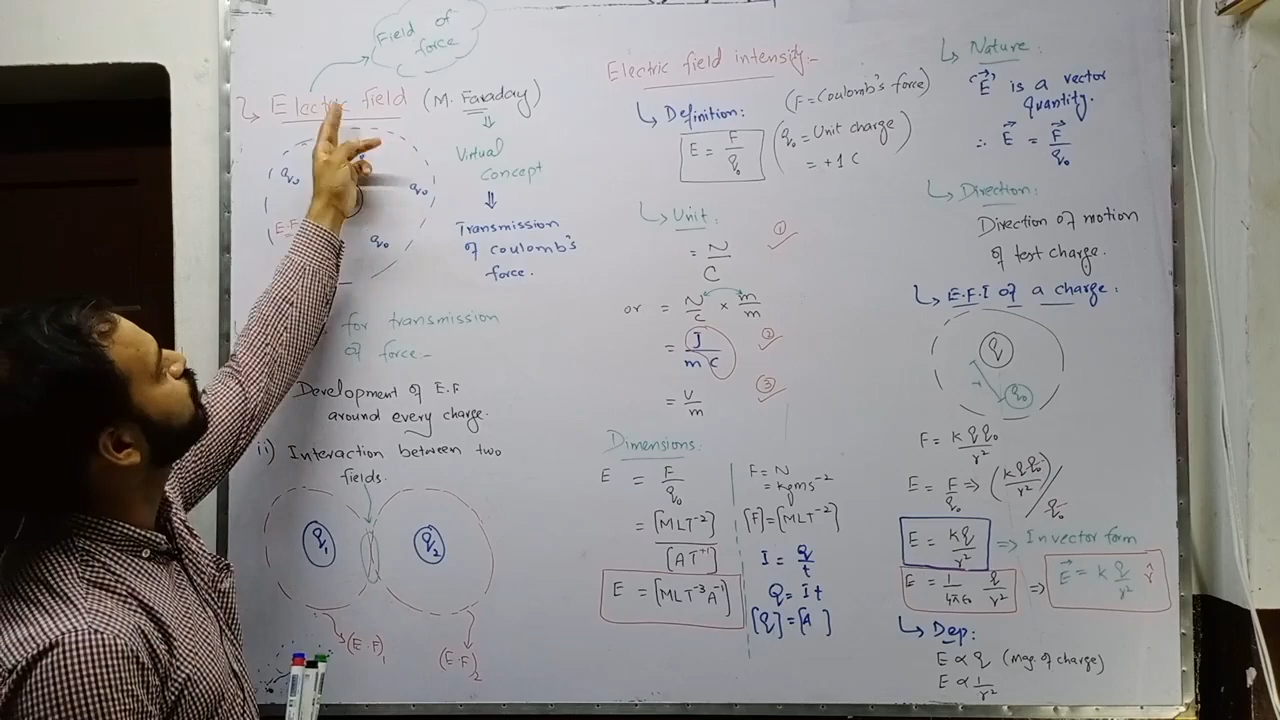 Field of
force
Electric field (M. Faraday)
Virtual
Concept
Transmission
of Coulomb's
force.
q₀
q₀
E.F
q₀
for transmission
of force:-
Development of E.F
around every charge.
ii) Interaction between two
fields.
q₁
q₂
(E.F)₁
(E.F)₂
Electric field intensity:-
Definition:
(F = Coulomb's force)
E = F/q₀
(q₀ = Unit charge
= +1 C)
Unit:
= N/C ①
or = N/C × m/m
= J/mC ②
= V/m ③
Dimensions:
E = F/q₀
= [MLT⁻²]/[AT⁺¹]
E = [MLT⁻³A⁻¹]
F = N
= kgms⁻²
[F] = [MLT⁻²]
I = q/t
Q = It
[q] = [A ]
Nature:
'E⃗' is a vector
quantity.
∴ E⃗ = F⃗/q₀
Direction:
Direction of motion
of test charge.
E.F.I of a charge:
q
r
q₀
F = Kqq₀/r²
E = F/q₀ ⇒ (Kqq₀/r²)/q₀
E = Kq/r² ⇒ In vector form
E = 1/4πε₀ q/r² ⇒ E⃗ = K q/r² r̂
Dep:
E ∝ q (mag. of charge)
E ∝ 1/r²